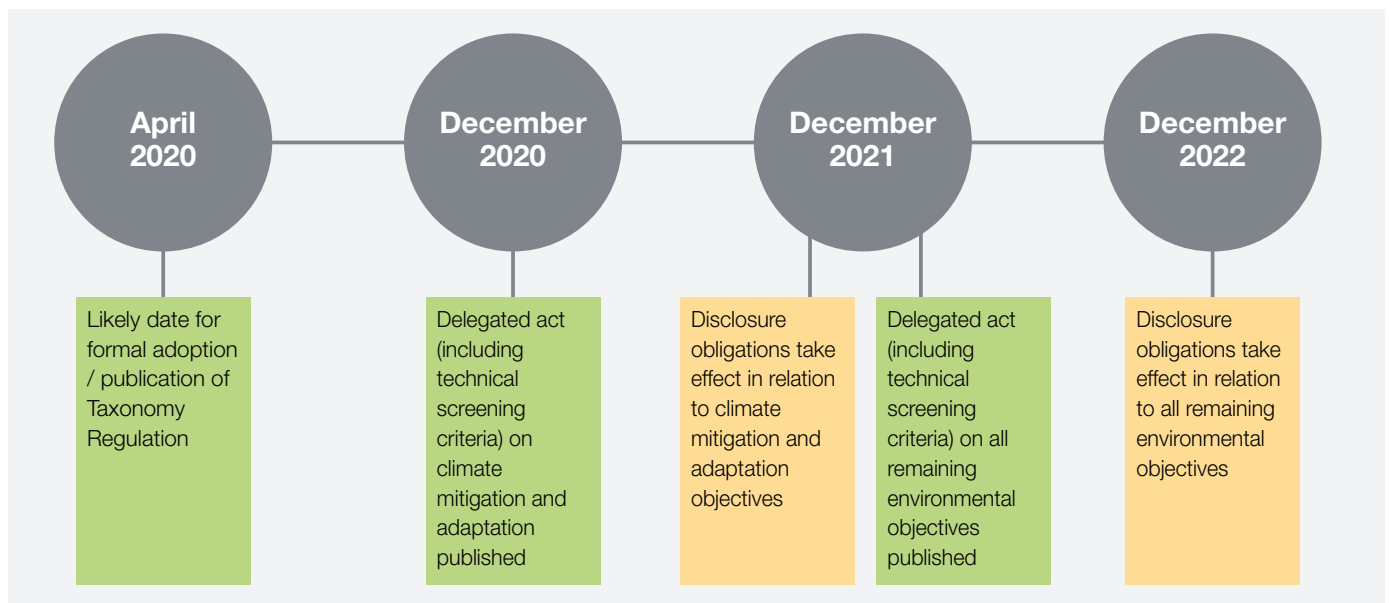 April
2020
December
2020
December
2021
December
2022
Likely date for
formal adoption
/ publication of
Taxonomy
Regulation
Delegated act
(including
technical
screening
criteria) on
climate
mitigation and
adaptation
published
Disclosure
obligations take
effect in relation
to climate
mitigation and
adaptation
objectives
Delegated act
(including
technical
screening
criteria) on all
remaining
environmental
objectives
published
Disclosure
obligations take
effect in relation
to all remaining
environmental
objectives